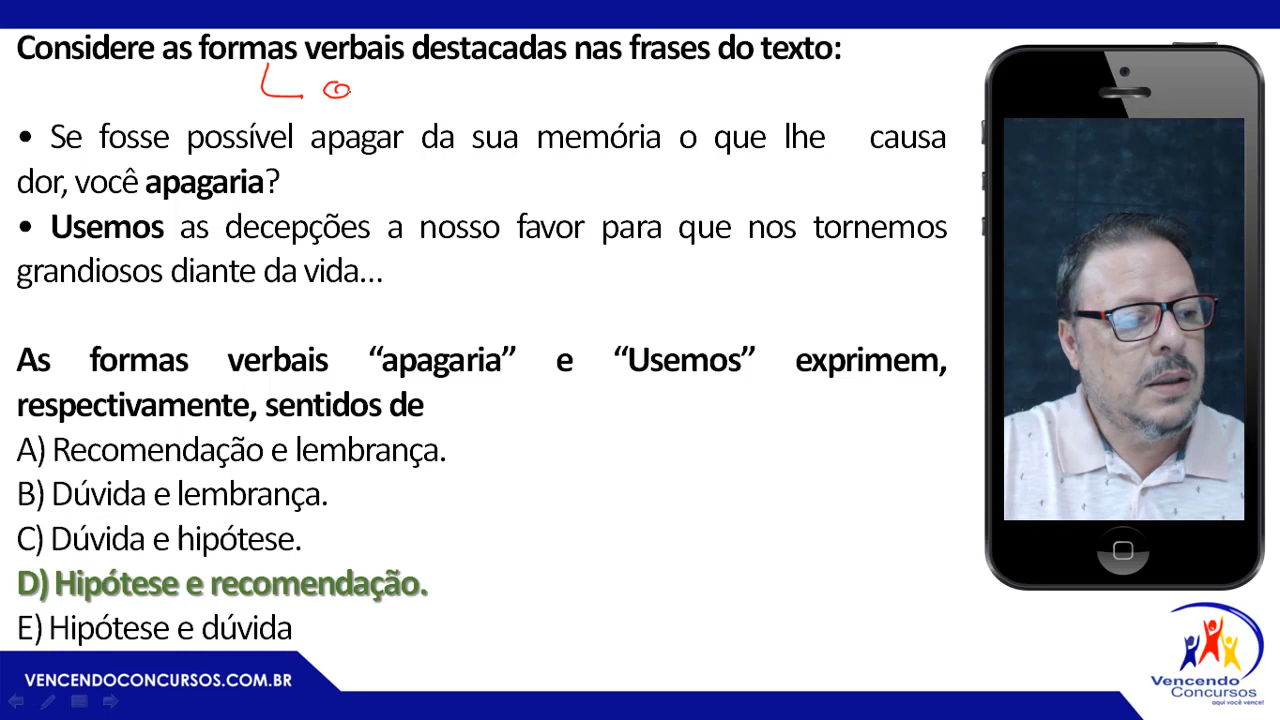 Considere as formas verbais destacadas nas frases do texto:
• Se fosse possível apagar da sua memória o que lhe causa
dor, você apagaria?
• Usemos as decepções a nosso favor para que nos tornemos
grandiosos diante da vida...
As formas verbais “apagaria” e “Usemos” exprimem,
respectivamente, sentidos de
A) Recomendação e lembrança.
B) Dúvida e lembrança.
C) Dúvida e hipótese.
D) Hipótese e recomendação.
E) Hipótese e dúvida
VENCENDOCONCURSOS.COM.BR
Vencendo
Concursos
aqui você vence!